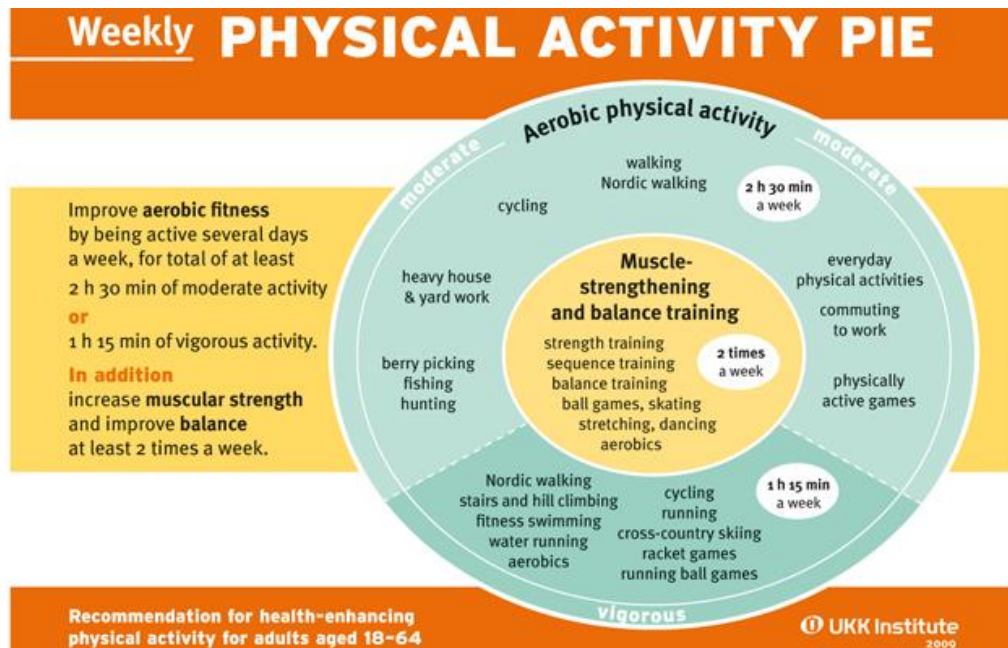 Weekly PHYSICAL ACTIVITY PIE
Improve aerobic fitness
by being active several days
a week, for total of at least
2 h 30 min of moderate activity
or
1 h 15 min of vigorous activity.
In addition
increase muscular strength
and improve balance
at least 2 times a week.
Aerobic physical activity
moderate
moderate
walking
Nordic walking
2 h 30 min
a week
cycling
heavy house
& yard work
berry picking
fishing
hunting
everyday
physical activities
commuting
to work
physically
active games
Muscle-
strengthening
and balance training
strength training
sequence training
balance training
ball games, skating
stretching, dancing
aerobics
2 times
a week
Nordic walking
stairs and hill climbing
fitness swimming
water running
aerobics
cycling
running
cross-country skiing
racket games
running ball games
1 h 15 min
a week
vigorous
Recommendation for health-enhancing
physical activity for adults aged 18–64
UKK Institute
2009